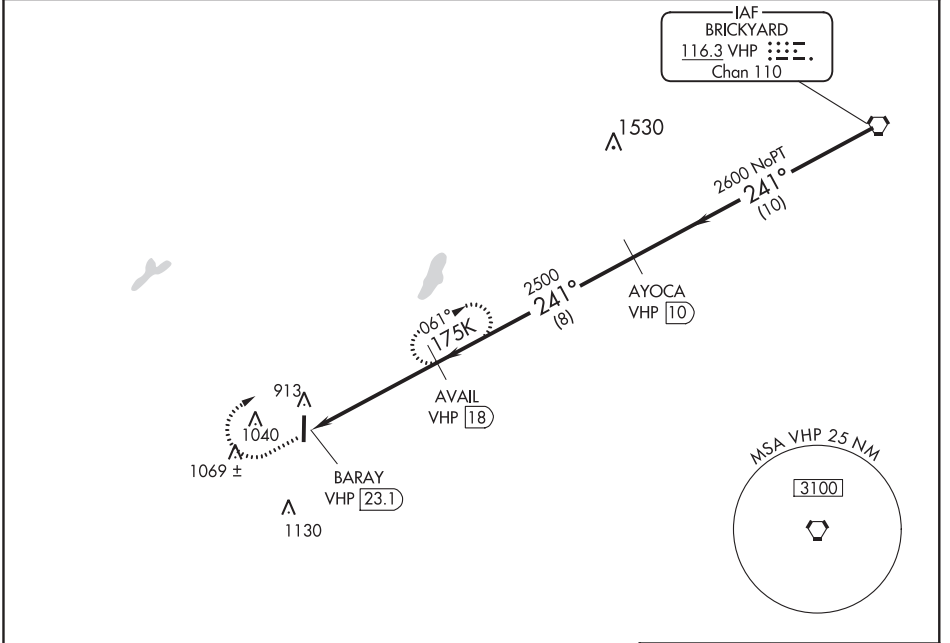 IAF
BRICKYARD
116.3 VHP
Chan 110
1530
2600 NoPT
241°
(10)
AYOCA
VHP 10
2500
241°
(8)
061°
175K
AVAIL
VHP 18
913
1040
1069 ±
BARAY
VHP 23.1
1130
MSA VHP 25 NM
3100